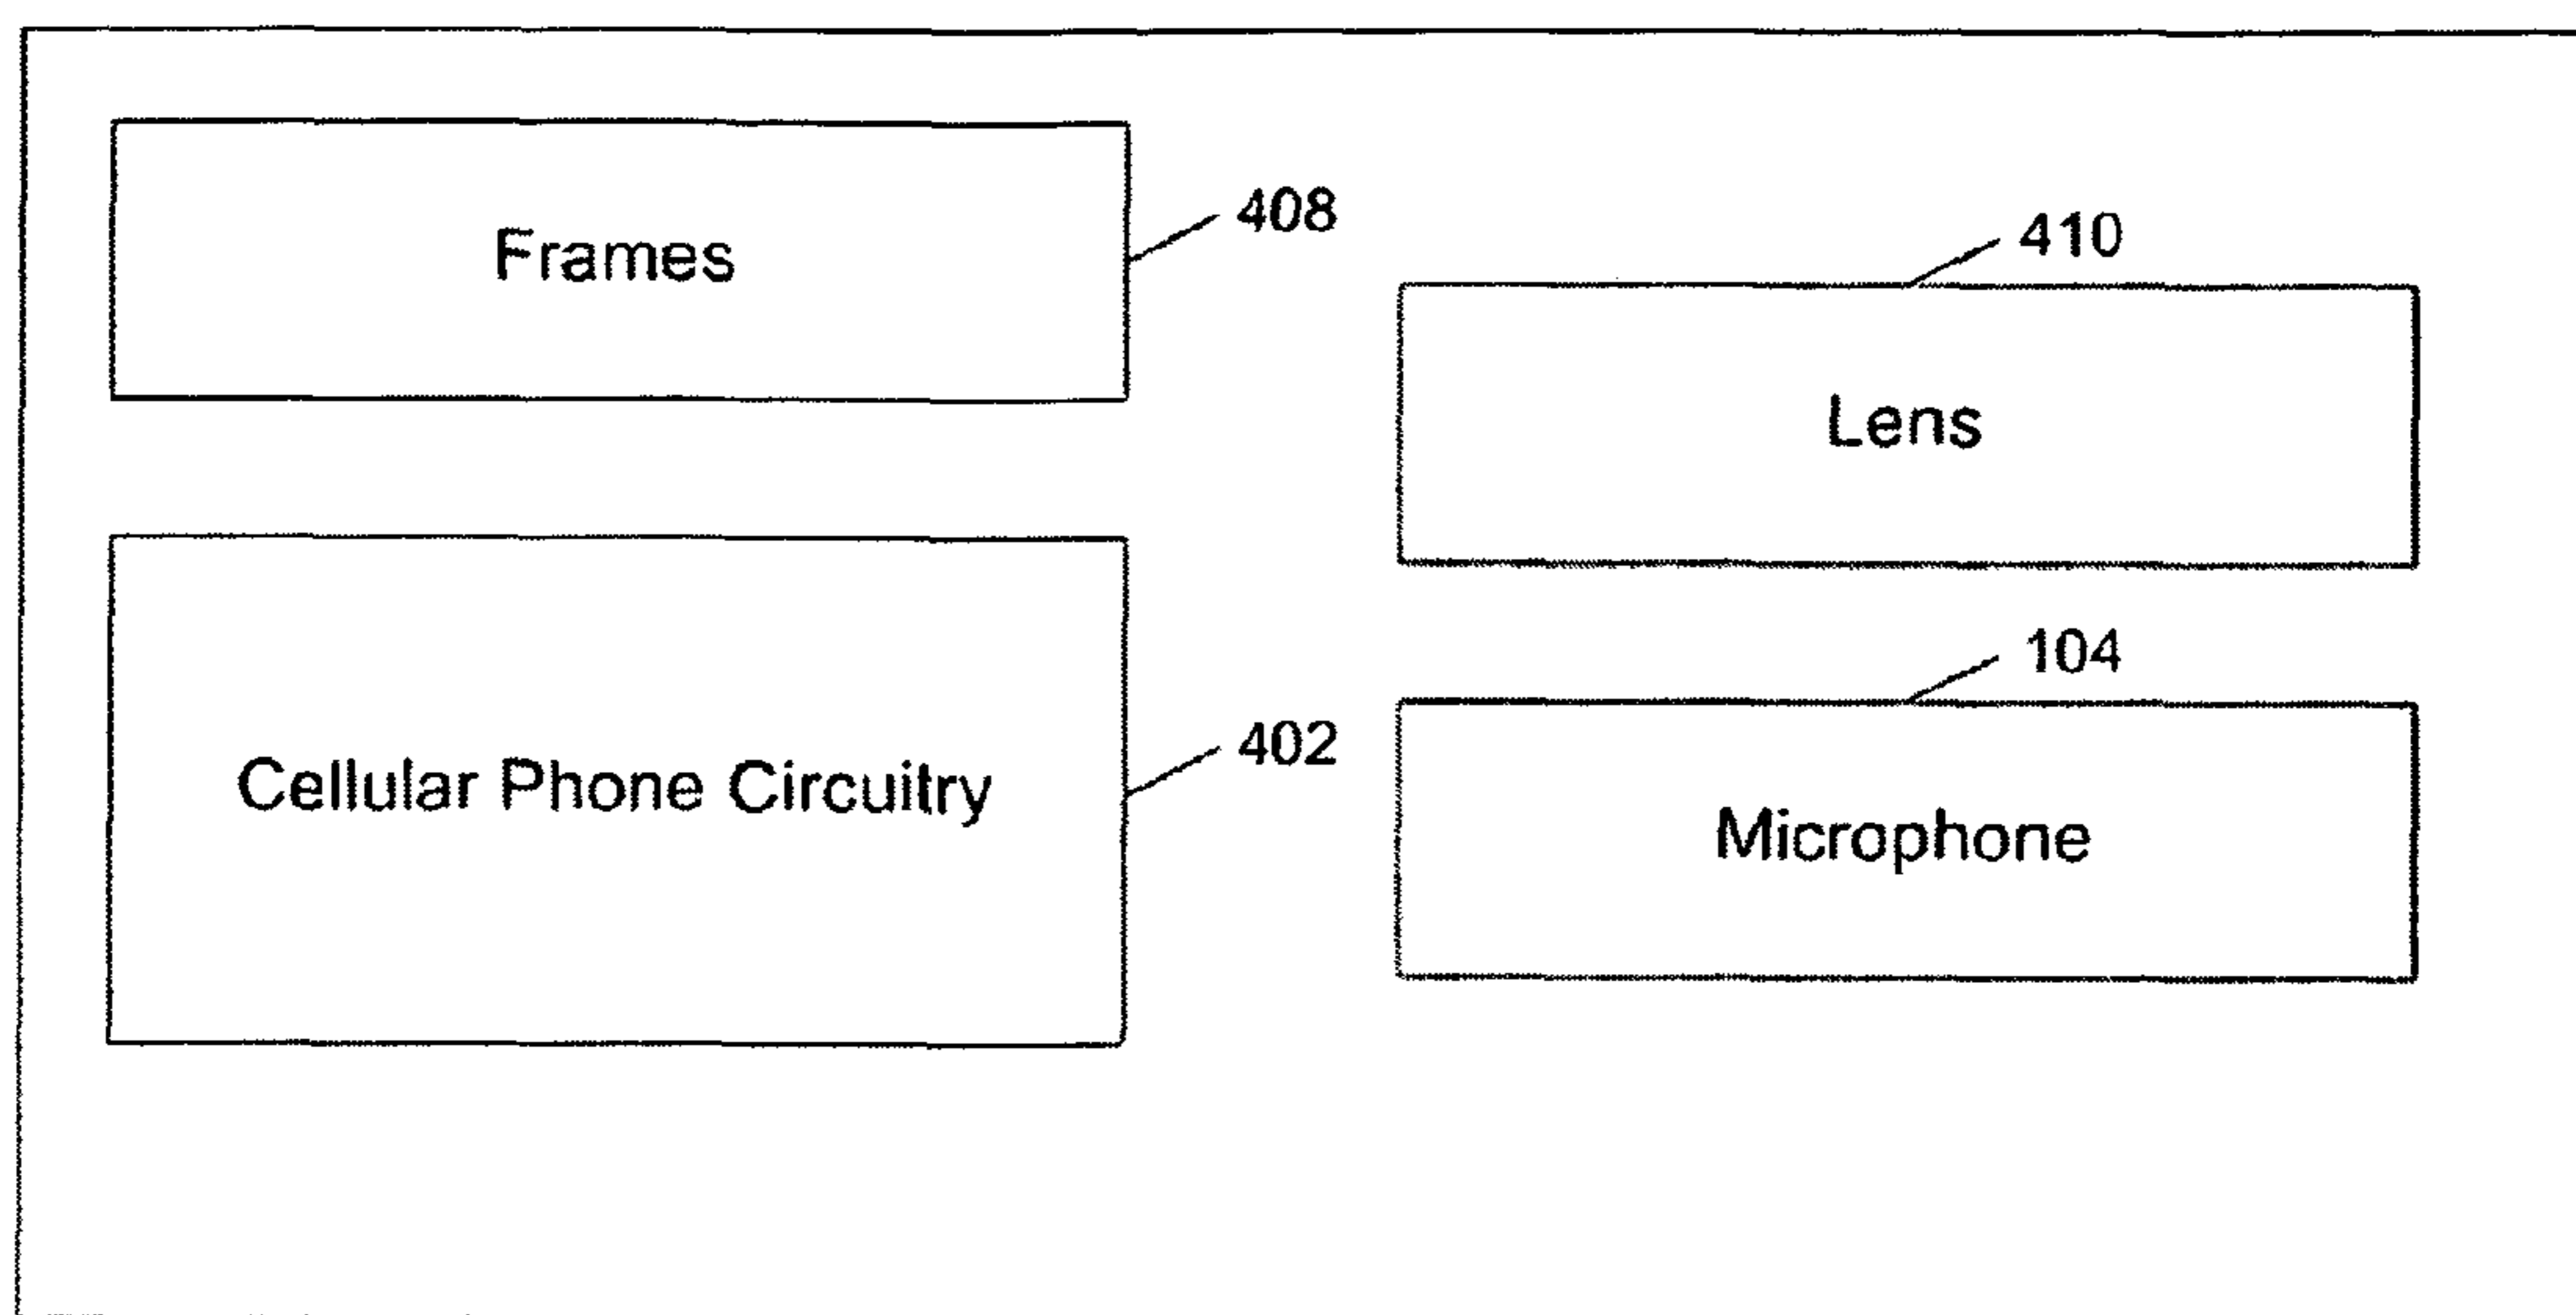 Frames
408
410
Lens
Cellular Phone Circuitry
402
104
Microphone